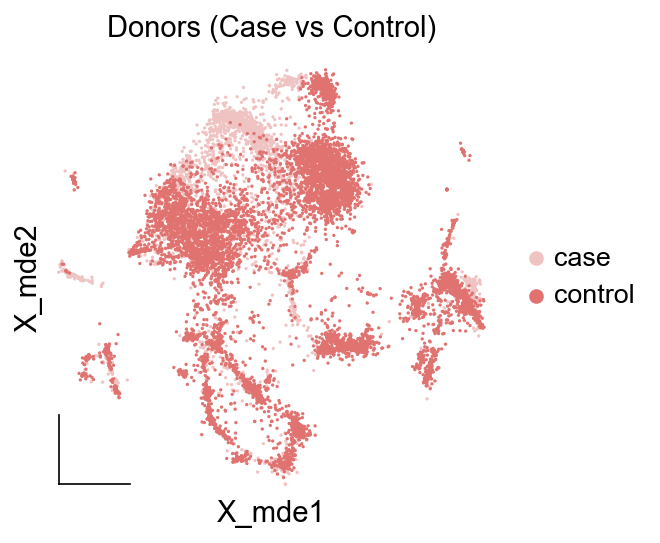 Donors (Case vs Control)
case
control
X_mde2
X_mde1